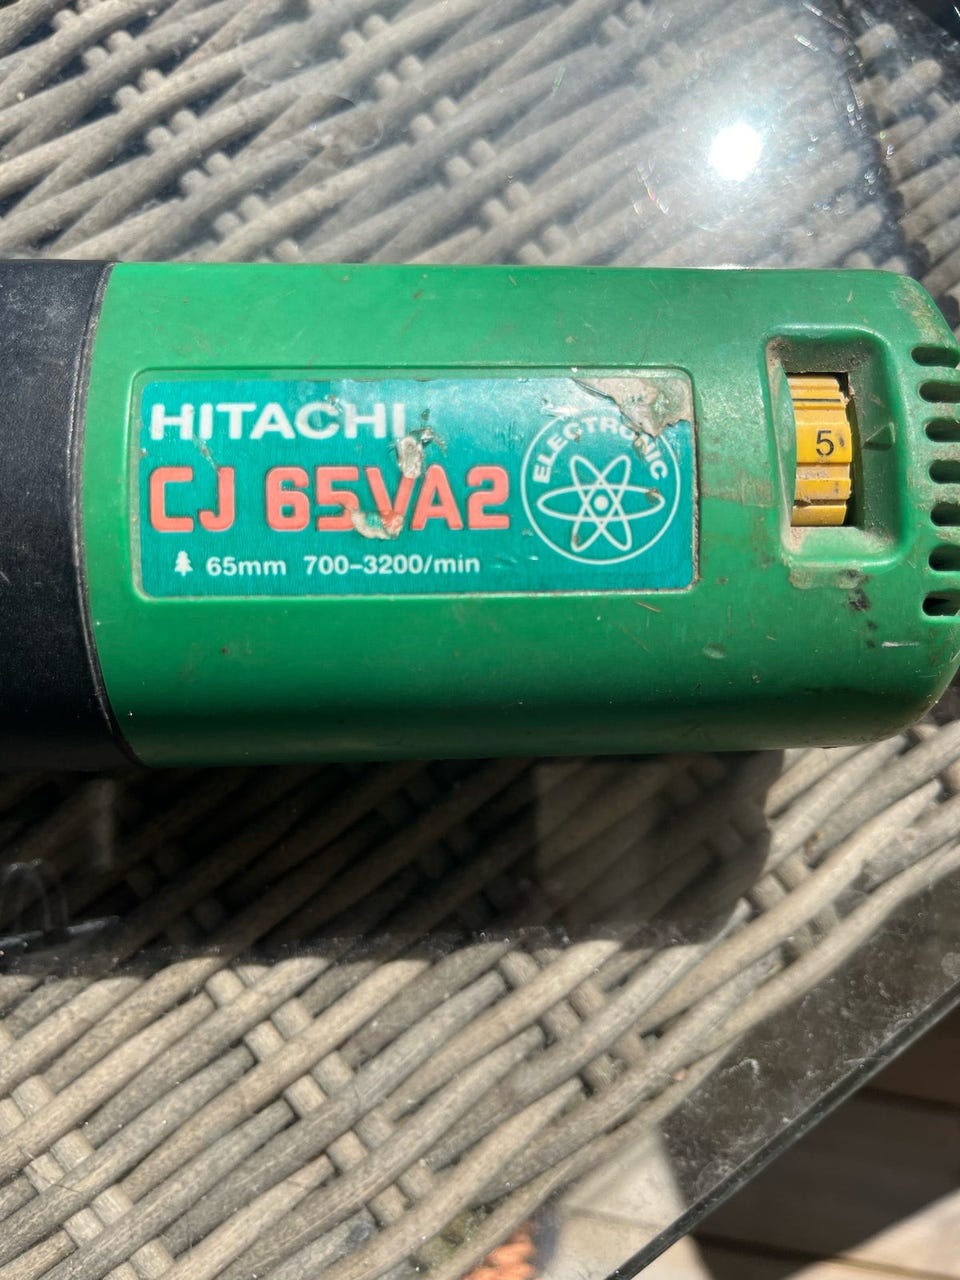 HITACHI
CJ 65VA2
65mm 700-3200/min
ELECTRONIC
5